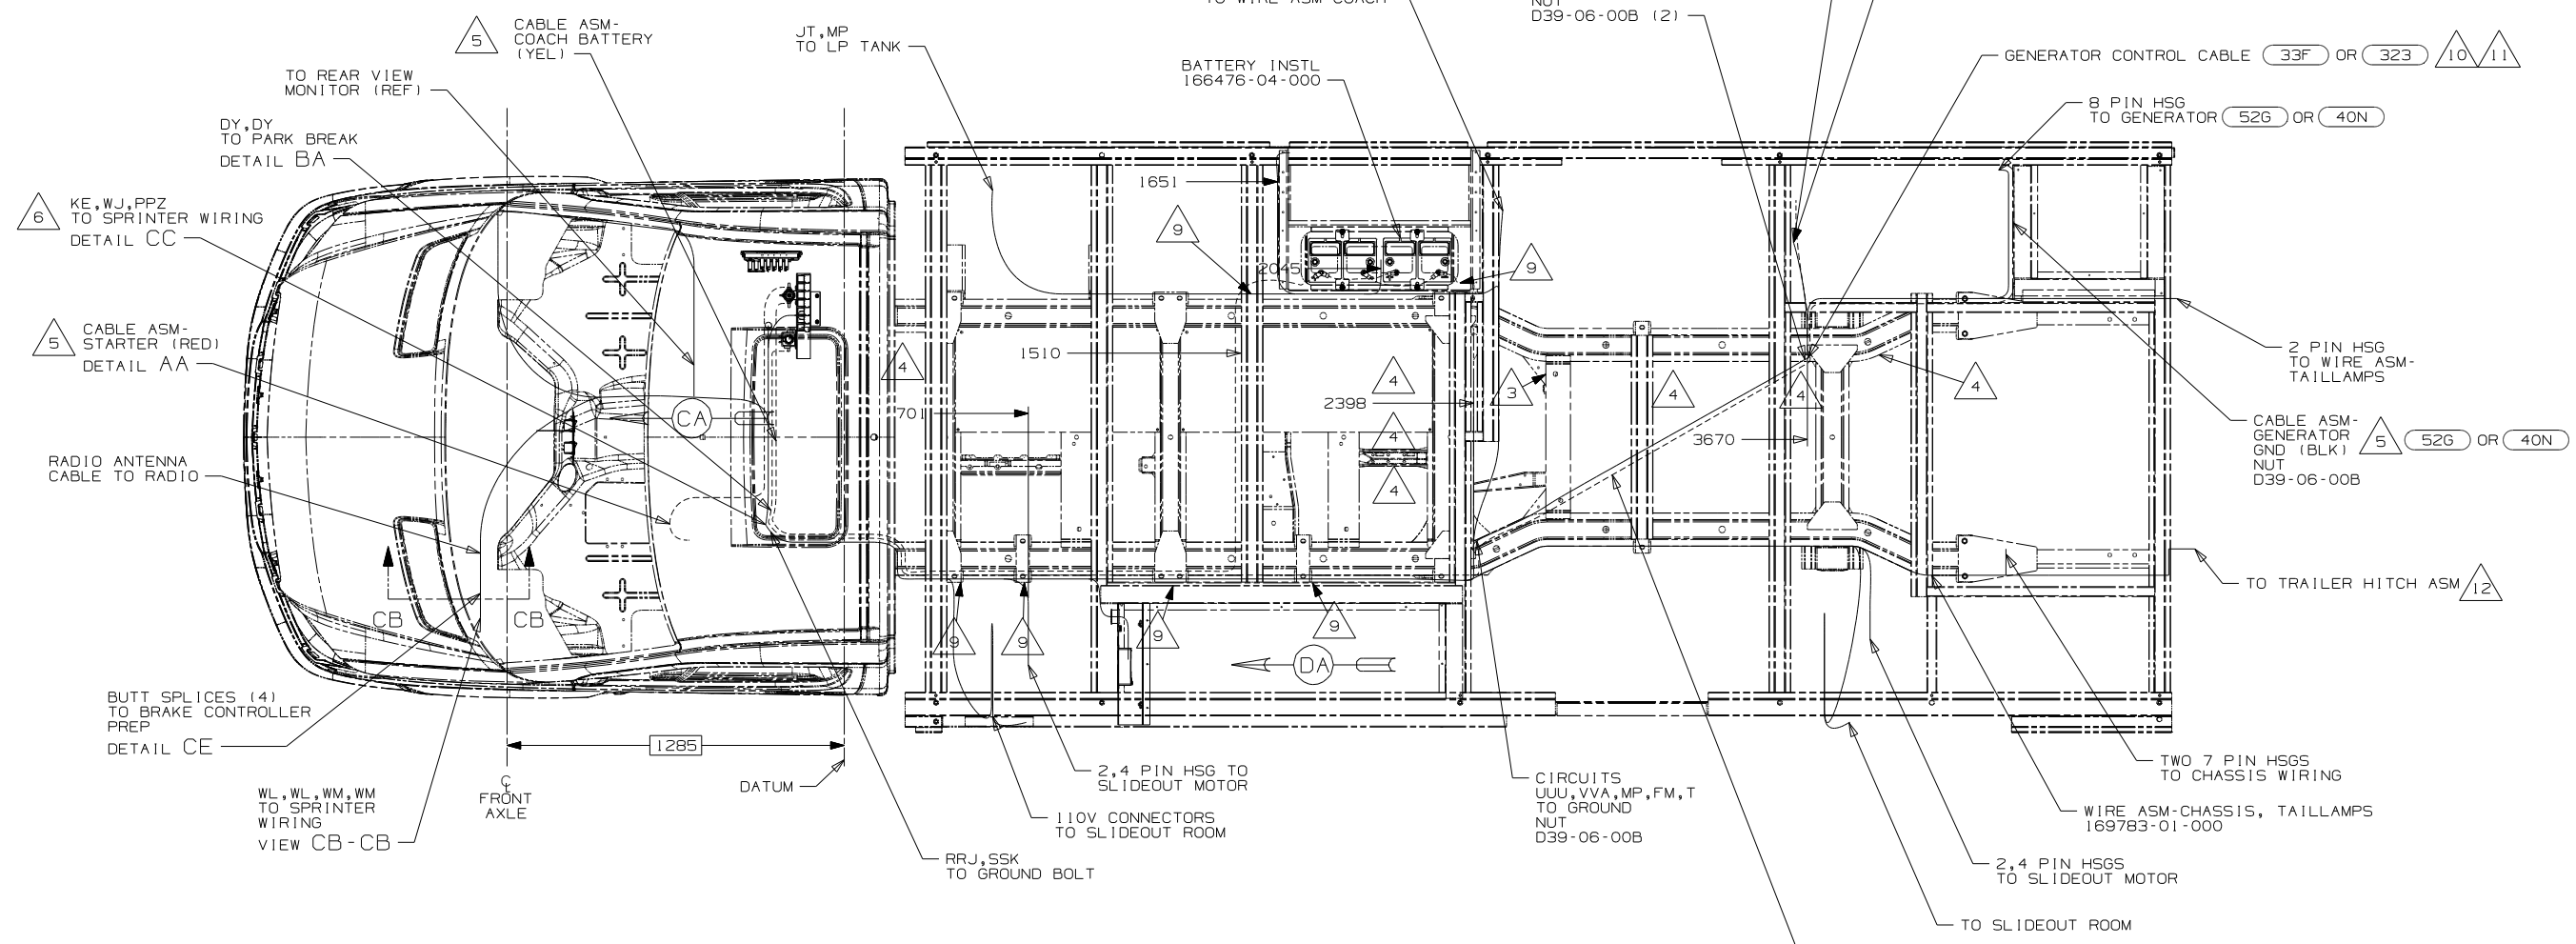 TO WIRE ASM-COACH
NUT
D39-06-00B (2)
5
CABLE ASM-
COACH BATTERY
(YEL)
JT,MP
TO LP TANK
BATTERY INSTL
166476-04-000
GENERATOR CONTROL CABLE 33F OR 323 10 11
TO REAR VIEW
MONITOR (REF)
8 PIN HSG
TO GENERATOR 52G OR 40N
DY,DY
TO PARK BREAK
DETAIL BA
6
KE,WJ,PPZ
TO SPRINTER WIRING
DETAIL CC
1651
9
2045
9
5
CABLE ASM-
STARTER (RED)
DETAIL AA
4
1510
4
3
4
4
4
2 PIN HSG
TO WIRE ASM-
TAILLAMPS
CA
701
2398
4
3670
CABLE ASM-
GENERATOR
GND (BLK)
NUT
D39-06-00B
5 52G OR 40N
RADIO ANTENNA
CABLE TO RADIO
4
CB
CB
9
9
9
9
TO TRAILER HITCH ASM 12
DA
BUTT SPLICES (4)
TO BRAKE CONTROLLER
PREP
DETAIL CE
1285
DATUM
2,4 PIN HSG TO
SLIDEOUT MOTOR
CIRCUITS
UUU,VVA,MP,FM,T
TO GROUND
NUT
D39-06-00B
TWO 7 PIN HSGS
TO CHASSIS WIRING
WL,WL,WM,WM
TO SPRINTER
WIRING
VIEW CB-CB
℄
FRONT
AXLE
110V CONNECTORS
TO SLIDEOUT ROOM
WIRE ASM-CHASSIS, TAILLAMPS
169783-01-000
RRJ,SSK
TO GROUND BOLT
2,4 PIN HSGS
TO SLIDEOUT MOTOR
TO SLIDEOUT ROOM